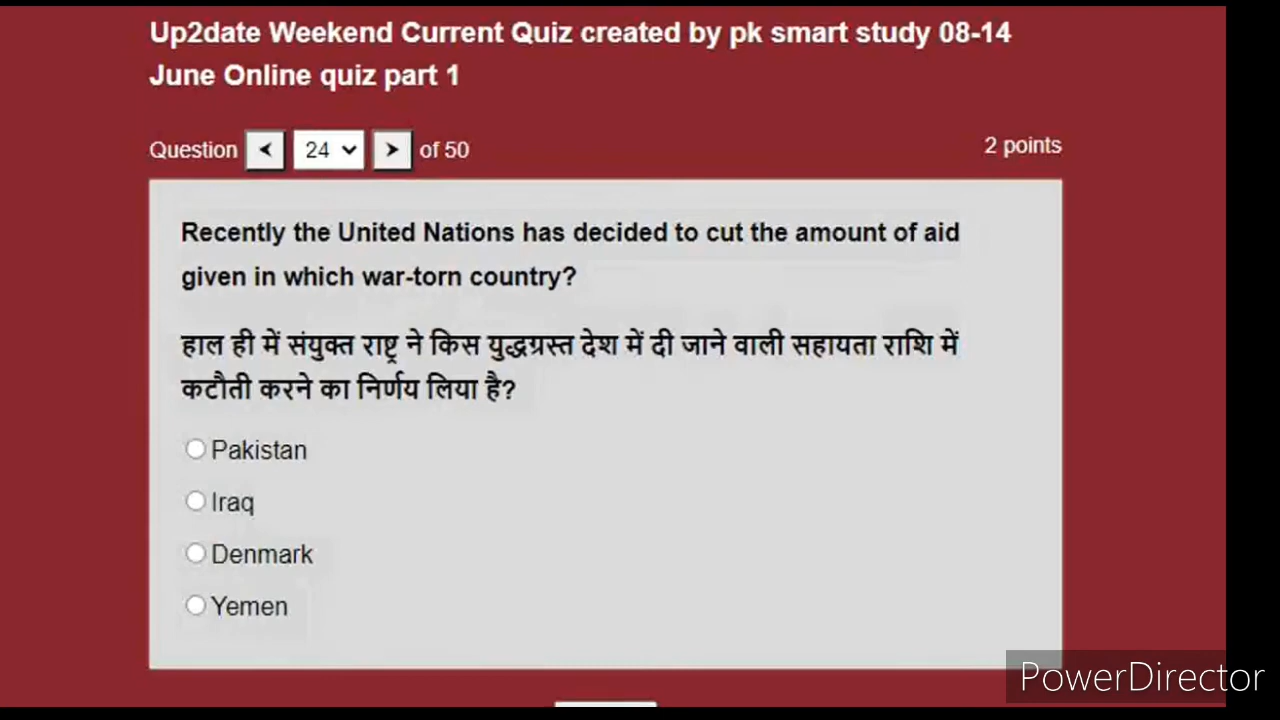 Up2date Weekend Current Quiz created by pk smart study 08-14
June Online quiz part 1
Question < 24 > of 50
2 points
Recently the United Nations has decided to cut the amount of aid
given in which war-torn country?
हाल ही में संयुक्त राष्ट्र ने किस युद्धग्रस्त देश में दी जाने वाली सहायता राशि में
कटौती करने का निर्णय लिया है?
Pakistan
Iraq
Denmark
Yemen
PowerDirector